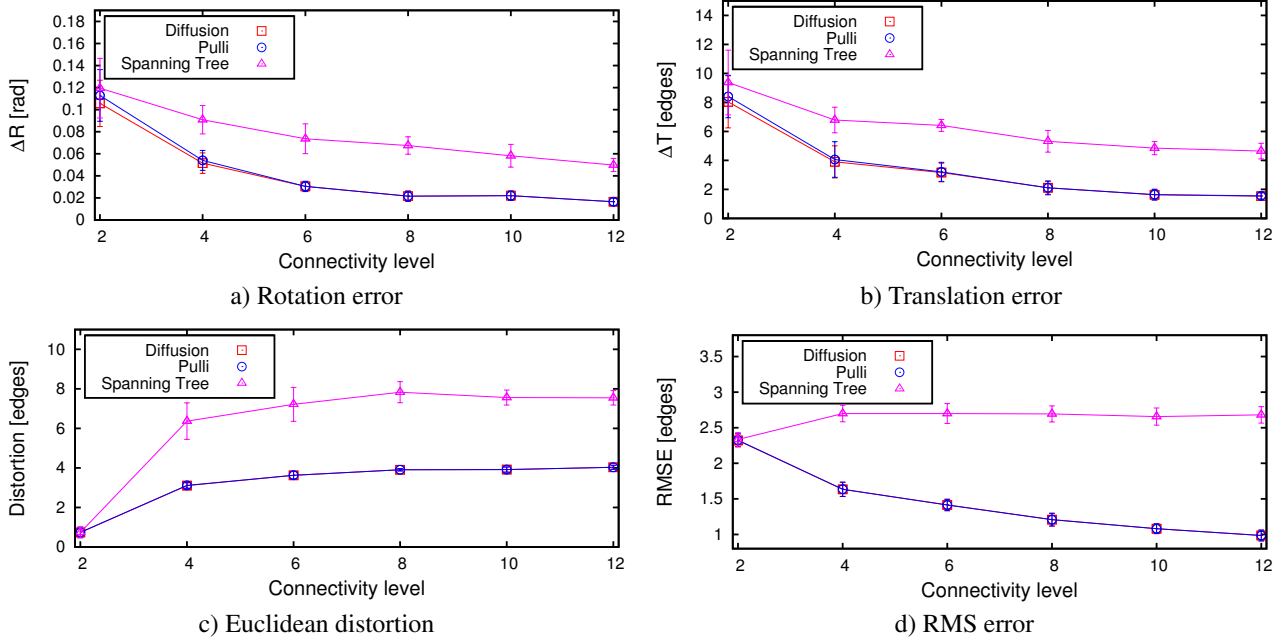 ΔR [rad]
0.18
0.16
0.14
0.12
0.1
0.08
0.06
0.04
0.02
0
Diffusion
Pulli
Spanning Tree
2 4 6 8 10 12
Connectivity level
a) Rotation error
ΔT [edges]
14
12
10
8
6
4
2
0
Diffusion
Pulli
Spanning Tree
2 4 6 8 10 12
Connectivity level
b) Translation error
Distortion [edges]
10
8
6
4
2
0
Diffusion
Pulli
Spanning Tree
2 4 6 8 10 12
Connectivity level
c) Euclidean distortion
RMSE [edges]
3.5
3
2.5
2
1.5
1
Diffusion
Pulli
Spanning Tree
2 4 6 8 10 12
Connectivity level
d) RMS error